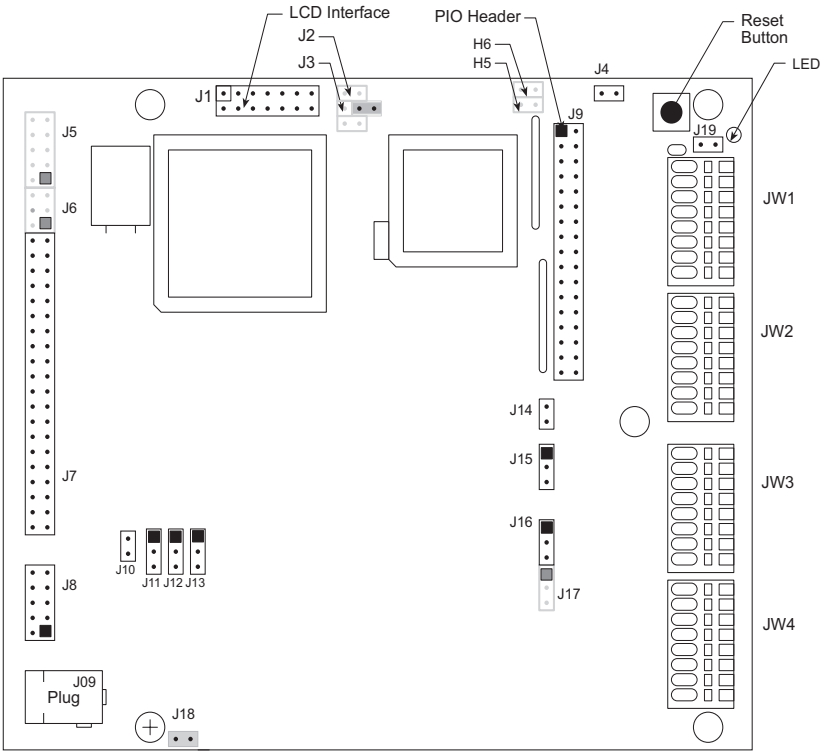 LCD Interface
PIO Header
Reset
Button
LED
J2
J3
H6
H5
J4
J1
J9
J19
J5
J6
JW1
JW2
J14
J15
J7
JW3
J16
J10
J11
J12
J13
J17
J8
JW4
J09
Plug
J18